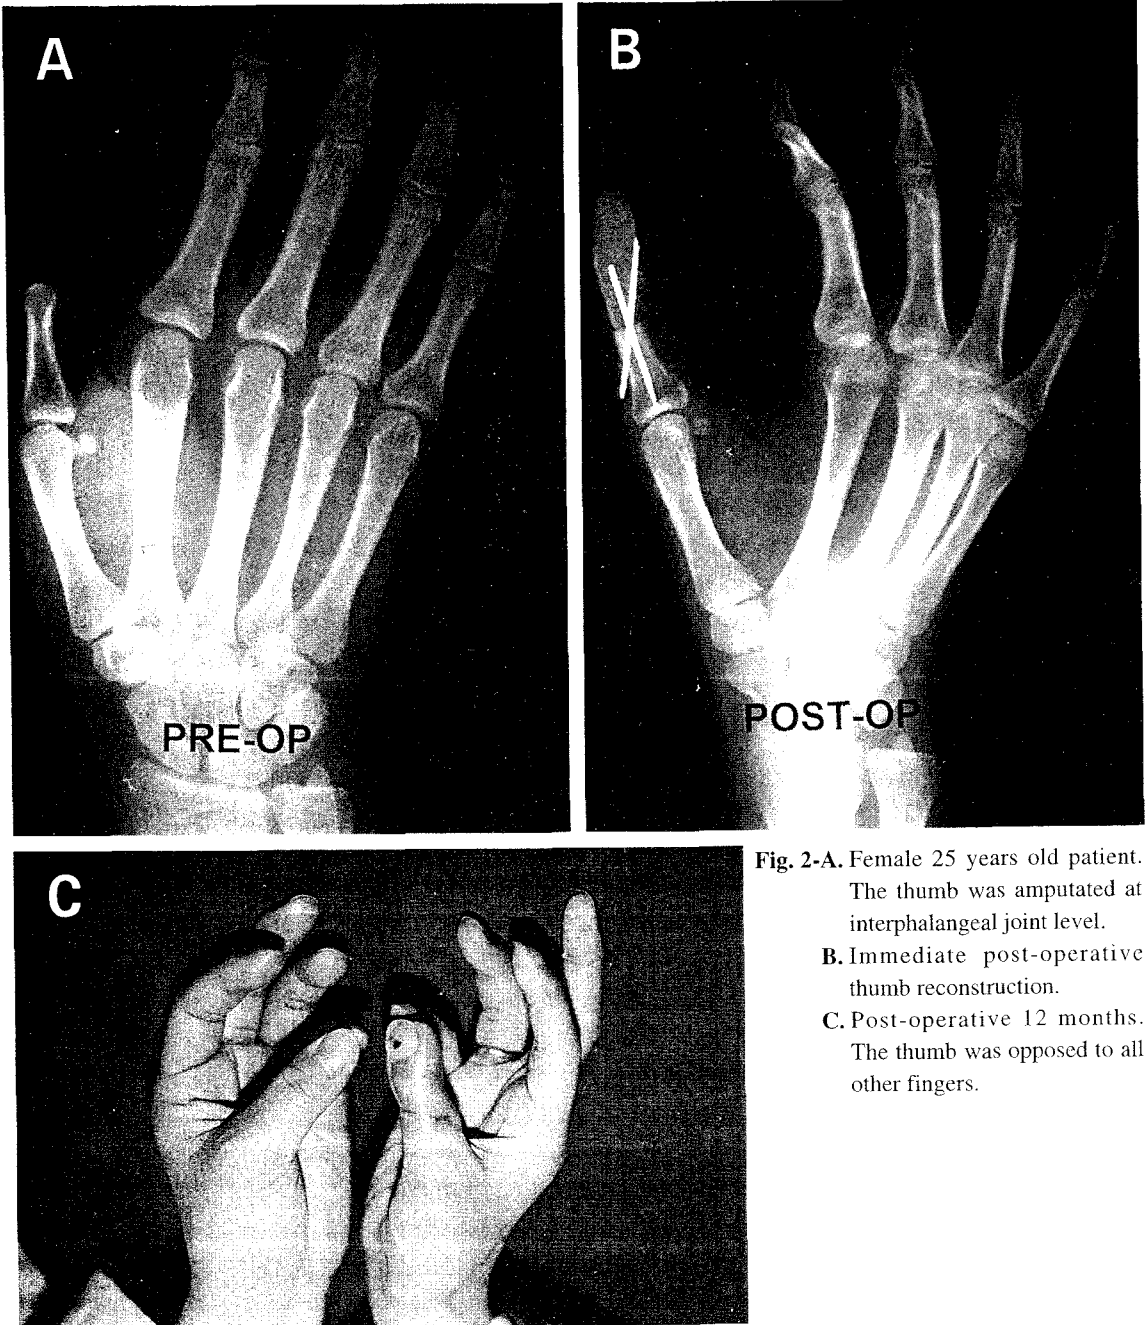 A
B
PRE-OP
POST-OP
C
Fig. 2-A. Female 25 years old patient.
The thumb was amputated at
interphalangeal joint level.
B. Immediate post-operative
thumb reconstruction.
C. Post-operative 12 months.
The thumb was opposed to all
other fingers.